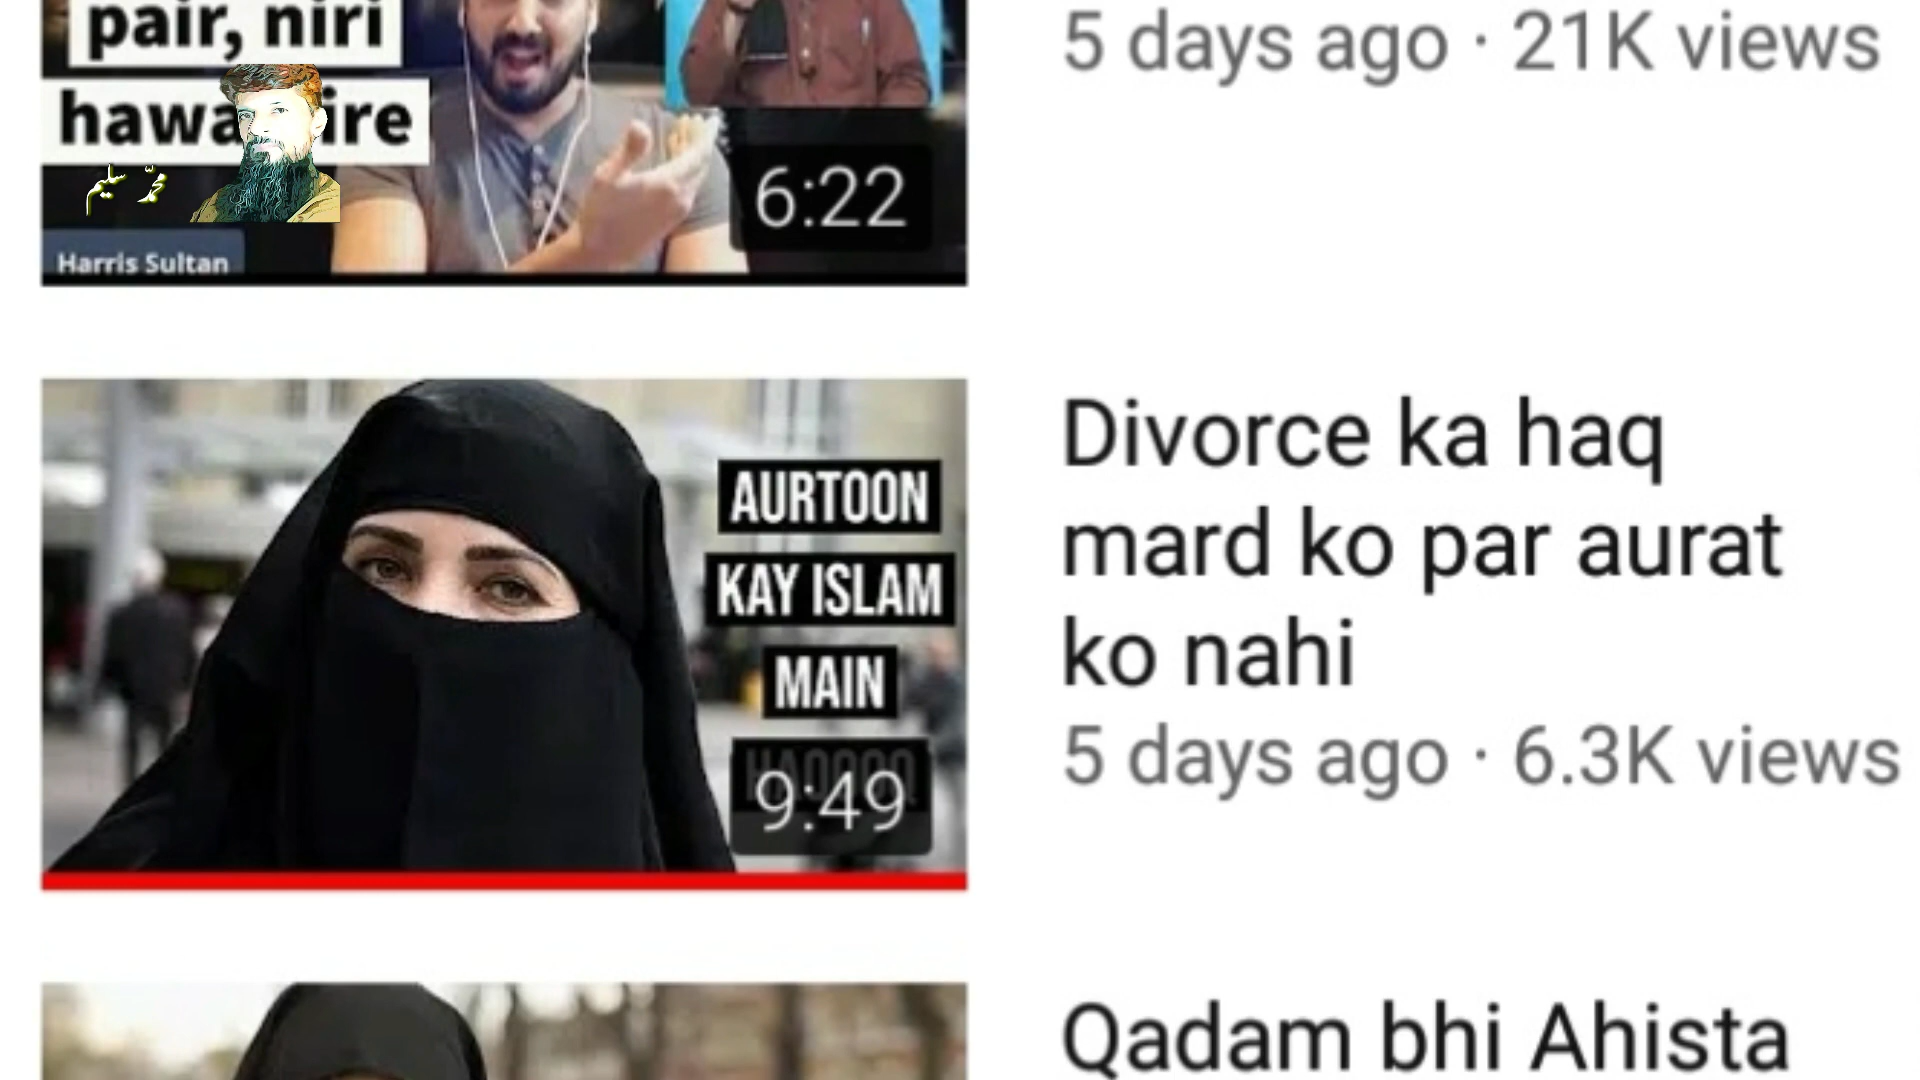 pair, niri
hawa ire
محمّد سلیم
6:22
Harris Sultan
5 days ago · 21K views
AURTOON
KAY ISLAM
MAIN
HAQOOQ
9:49
Divorce ka haq
mard ko par aurat
ko nahi
5 days ago · 6.3K views
Qadam bhi Ahista